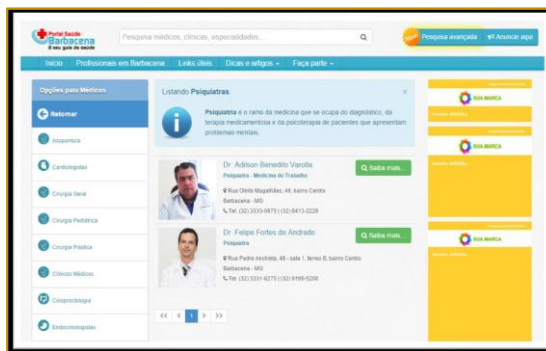 Portal Saúde
Barbacena
O seu guia de saúde
Pesquisa médicos, clínicas, especialidades...
Pesquisa avançada
Anuncie aqui
Início
Profissionais em Barbacena
Links úteis
Dicas e artigos
Faça parte
Opções para Médicos
Retornar
Acupuntura
Cardiologistas
Cirurgia Geral
Cirurgia Pediátrica
Cirurgia Plástica
Clínicos Médicos
Coloproctologia
Endocrinologistas
Listando Psiquiatras
×
Psiquiatria é o ramo da medicina que se ocupa do diagnóstico, da
terapia medicamentosa e da psicoterapia de pacientes que apresentam
problemas mentais.
Dr. Adilson Benedito Varolla
Psiquiatra - Medicina do Trabalho
Saiba mais...
Barbacena - MG
Dr. Felipe Fortes de Andrade
Psiquiatra
Saiba mais...
Barbacena - MG
<< < 1 > >>
SUA MARCA
SUA MARCA
SUA MARCA